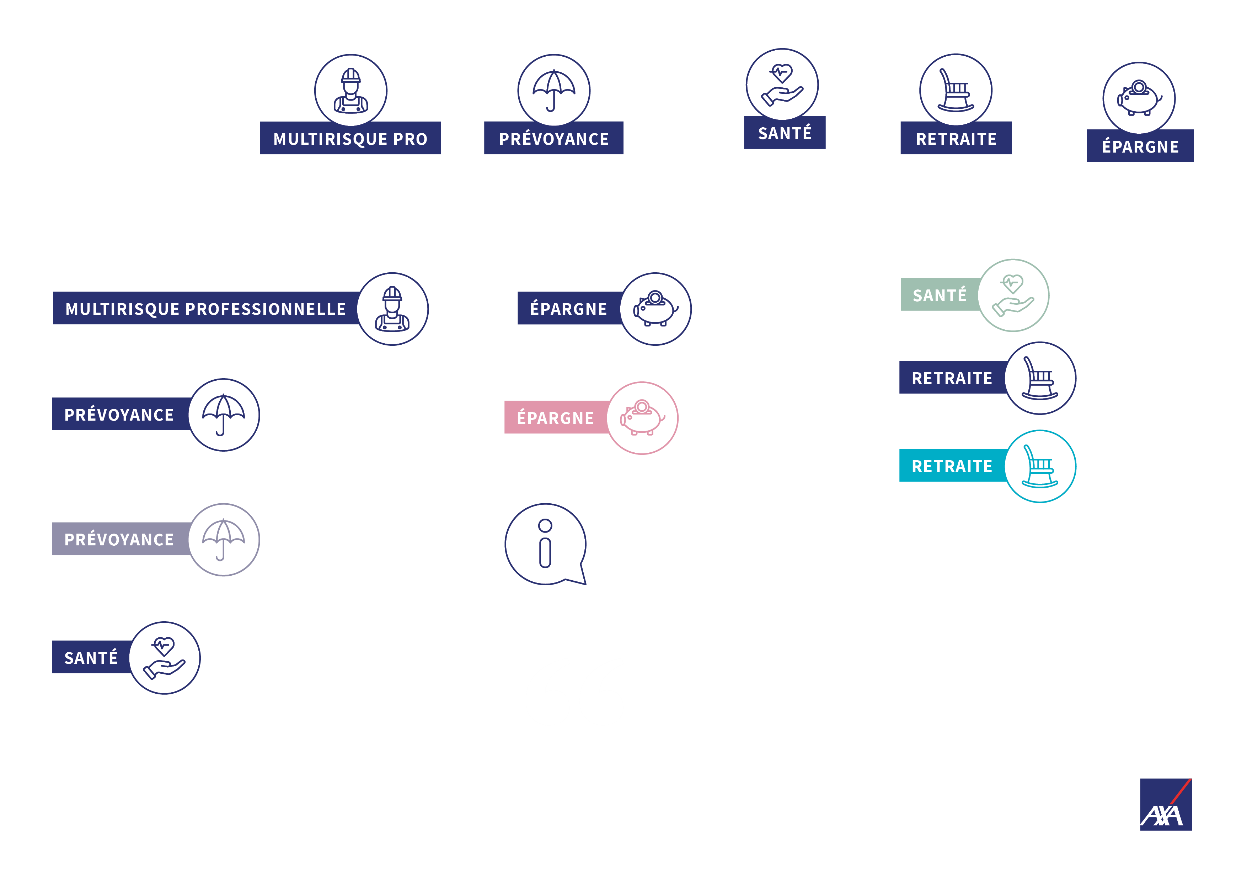 MULTIRISQUE PRO
PRÉVOYANCE
SANTÉ
RETRAITE
ÉPARGNE
MULTIRISQUE PROFESSIONNELLE
ÉPARGNE
SANTÉ
RETRAITE
PRÉVOYANCE
ÉPARGNE
RETRAITE
PRÉVOYANCE
i
SANTÉ
AXA